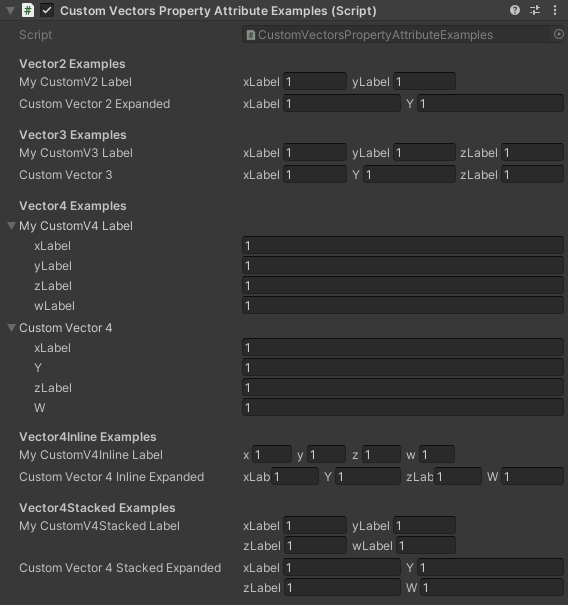 Custom Vectors Property Attribute Examples (Script)
Script CustomVectorsPropertyAttributeExamples
Vector2 Examples
My CustomV2 Label xLabel 1 yLabel 1
Custom Vector 2 Expanded xLabel 1 Y 1
Vector3 Examples
My CustomV3 Label xLabel 1 yLabel 1 zLabel 1
Custom Vector 3 xLabel 1 Y 1 zLabel 1
Vector4 Examples
My CustomV4 Label
xLabel 1
yLabel 1
zLabel 1
wLabel 1
Custom Vector 4
xLabel 1
Y 1
zLabel 1
W 1
Vector4Inline Examples
My CustomV4Inline Label x 1 y 1 z 1 w 1
Custom Vector 4 Inline Expanded xLab 1 Y 1 zLab 1 W 1
Vector4Stacked Examples
My CustomV4Stacked Label xLabel 1 yLabel 1
zLabel 1 wLabel 1
Custom Vector 4 Stacked Expanded xLabel 1 Y 1
zLabel 1 W 1